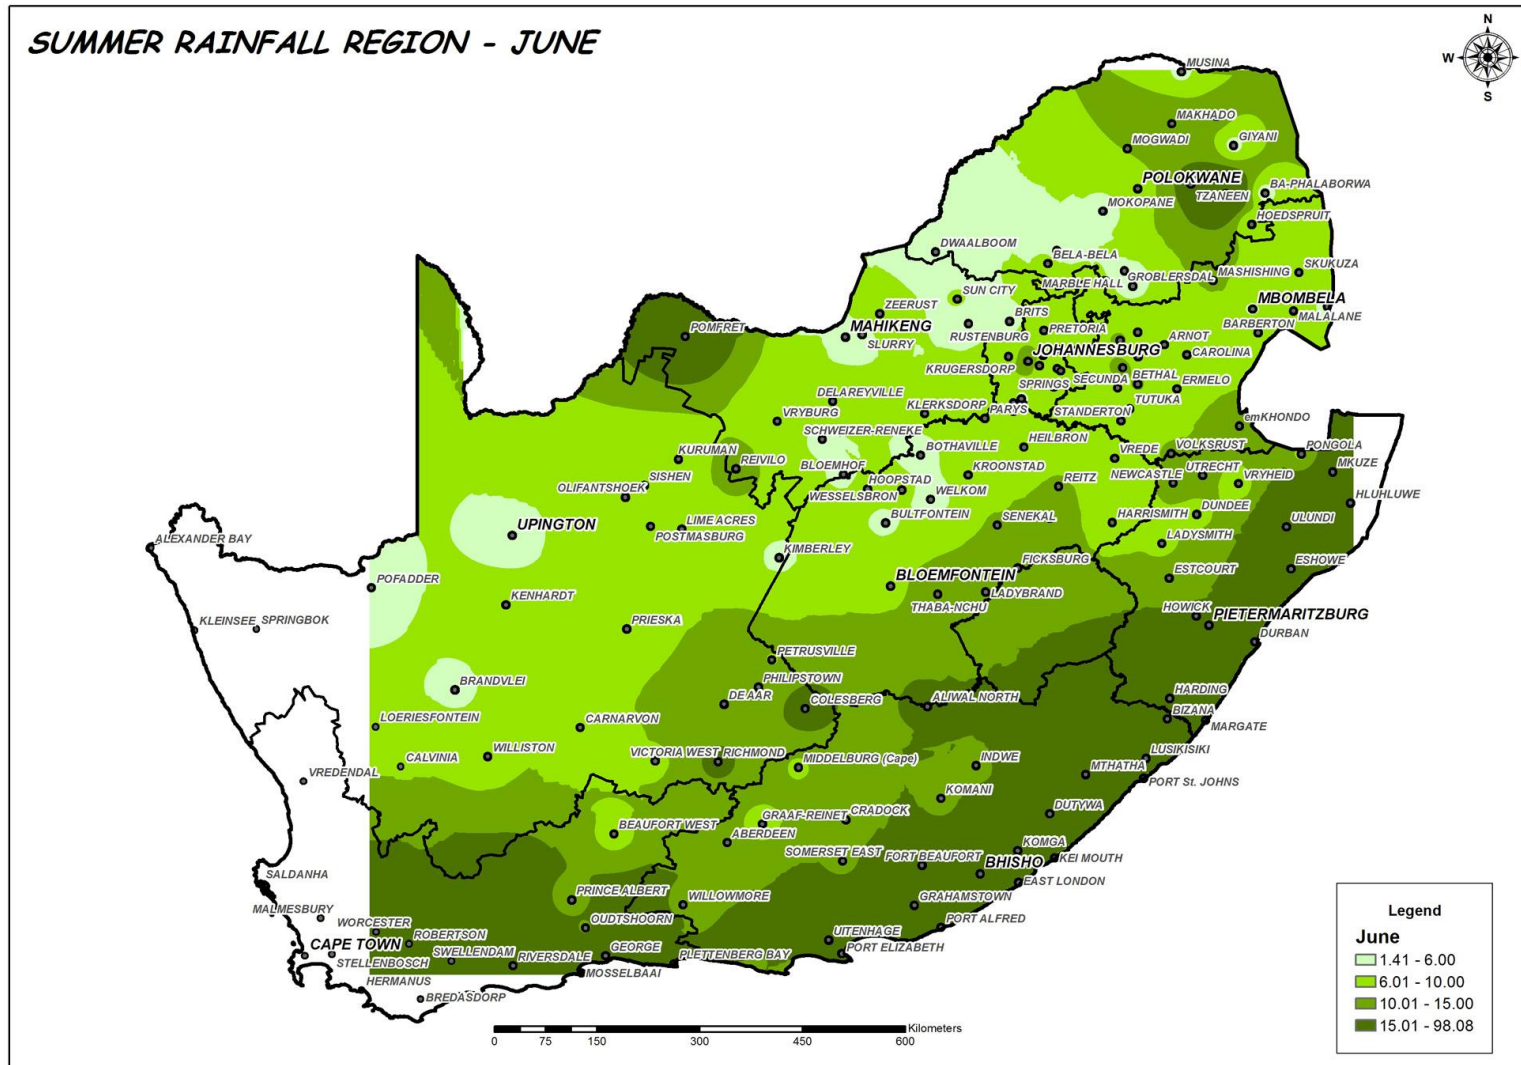 SUMMER RAINFALL REGION - JUNE
N
W
S
MUSINA
MAKHADO
MOGWADI
GIYANI
POLOKWANE
TZANEEN
BA-PHALABORWA
MOKOPANE
HOEDSPRUIT
DWAALBOOM
BELA-BELA
GROBLERSDAL
MASHISHING
SKUKUZA
MARBLE HALL
SUN CITY
MBOMBELA
ZEERUST
MALALANE
BRITS
MAHIKENG
BARBERTON
POMFRET
RUSTENBURG
PRETORIA
ARNOT
SLURRY
JOHANNESBURG
CAROLINA
KRUGERSDORP
SECUNDA
BETHAL
SPRINGS
ERMELO
DELAREYVILLE
TUTUKA
KLERKSDORP
PARYS
STANDERTON
VRYBURG
emKHONDO
SCHWEIZER-RENEKE
HEILBRON
VOLKSRUST
PONGOLA
KURUMAN
BOTHAVILLE
VREDE
REIVILO
BLOEMHOF
KROONSTAD
NEWCASTLE
UTRECHT
VRYHEID
MKUZE
SISHEN
HOOPSTAD
REITZ
OLIFANTSHOEK
WESSELSBRON
WELKOM
HLUHLUWE
BULTFONTEIN
SENEKAL
HARRISMITH
DUNDEE
ULUNDI
UPINGTON
LIME ACRES
POSTMASBURG
ALEXANDER BAY
KIMBERLEY
LADYSMITH
FICKSBURG
ESHOWE
POFADDER
BLOEMFONTEIN
ESTCOURT
KENHARDT
LADYBRAND
THABA-NCHU
HOWICK
PIETERMARITZBURG
KLEINSEE
SPRINGBOK
PRIESKA
DURBAN
PETRUSVILLE
BRANDVLEI
PHILIPSTOWN
DE AAR
COLESBERG
ALIWAL NORTH
HARDING
BIZANA
LOERIESFONTEIN
CARNARVON
MARGATE
CALVINIA
WILLISTON
VICTORIA WEST
RICHMOND
MIDDELBURG (Cape)
INDWE
LUSIKISIKI
MTHATHA
VREDENDAL
PORT St. JOHNS
KOMANI
BEAUFORT WEST
GRAAF-REINET
CRADOCK
DUTYWA
ABERDEEN
KOMGA
SOMERSET EAST
FORT BEAUFORT
BHISHO
KEI MOUTH
SALDANHA
EAST LONDON
PRINCE ALBERT
WILLOWMORE
GRAHAMSTOWN
MALMESBURY
WORCESTER
OUDTSHOORN
PORT ALFRED
ROBERTSON
UITENHAGE
CAPE TOWN
SWELLENDAM
RIVERSDALE
GEORGE
PLETTENBERG BAY
PORT ELIZABETH
STELLENBOSCH
MOSSELBAAI
HERMANUS
BREDASDORP
Legend
June
1.41 - 6.00
6.01 - 10.00
10.01 - 15.00
15.01 - 98.08
Kilometers
0 75 150 300 450 600